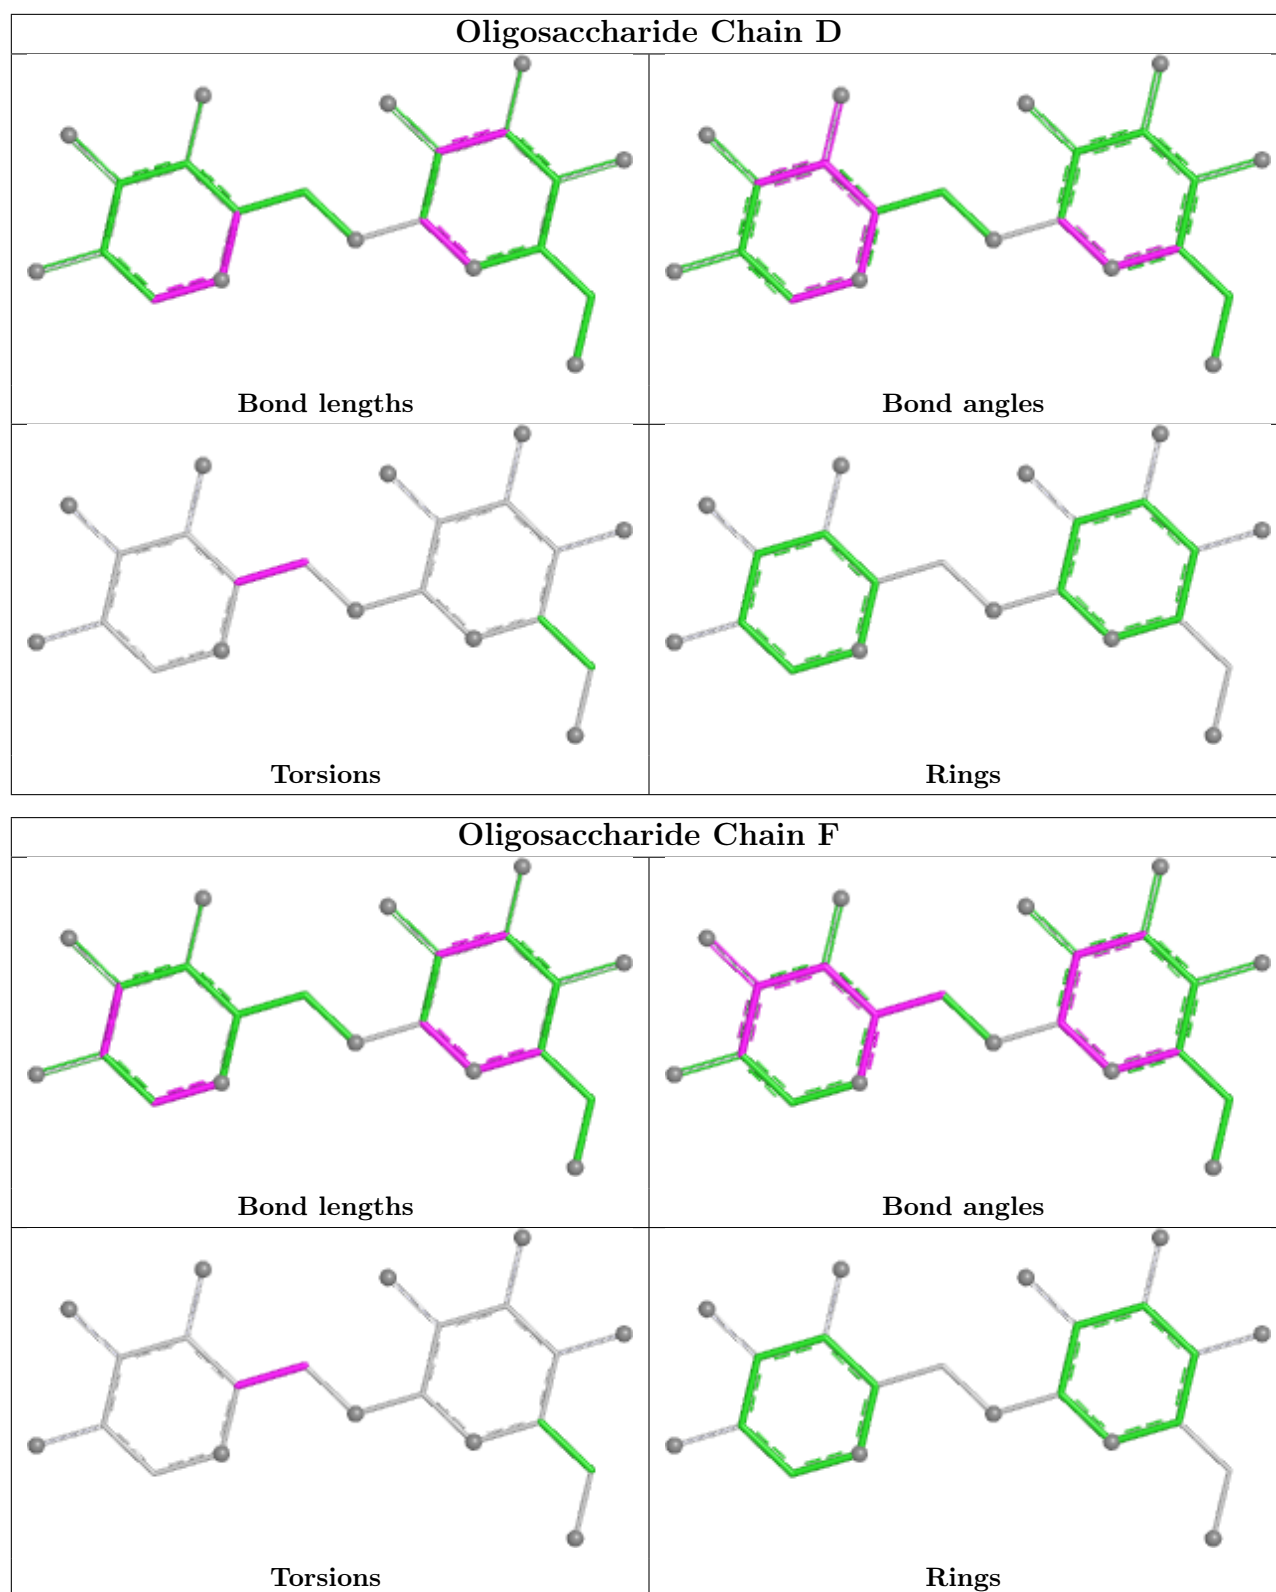 Oligosaccharide Chain D
Bond lengths
Bond angles
Torsions
Rings
Oligosaccharide Chain F
Bond lengths
Bond angles
Torsions
Rings